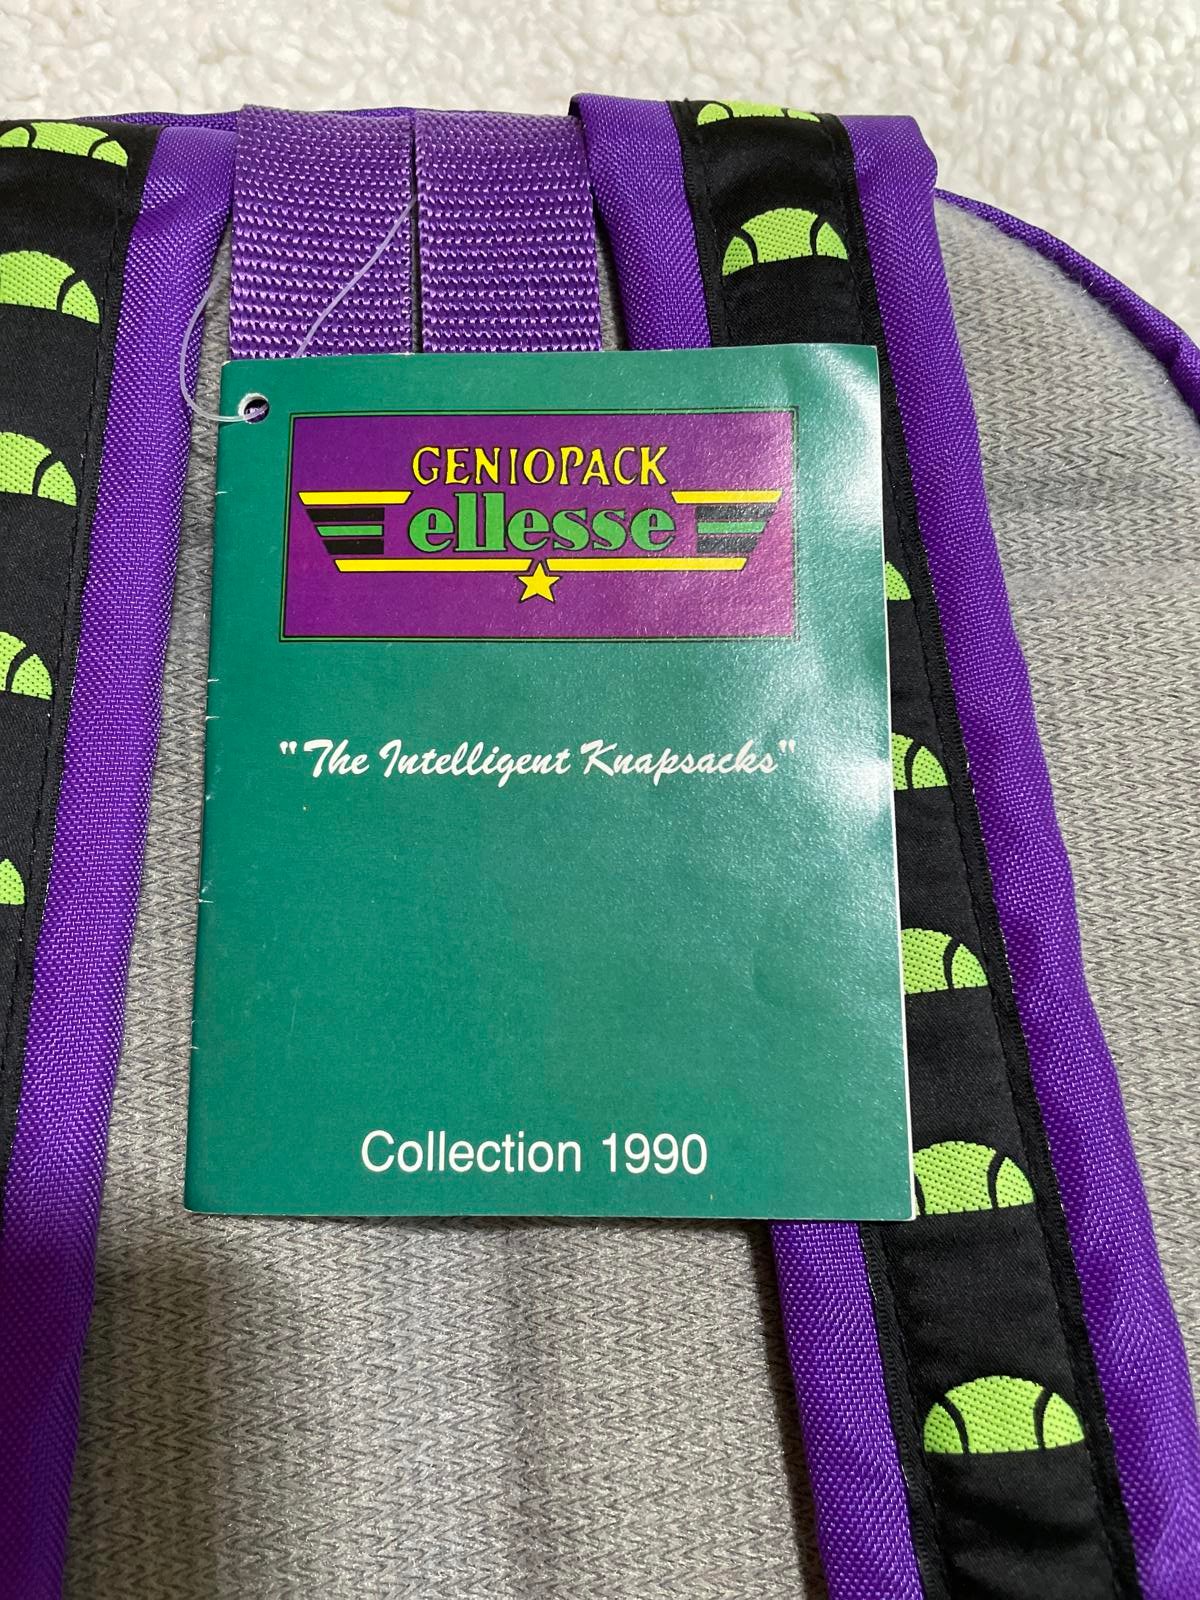 GENIOPACK
ellesse
"The Intelligent Knapsacks"
Collection 1990